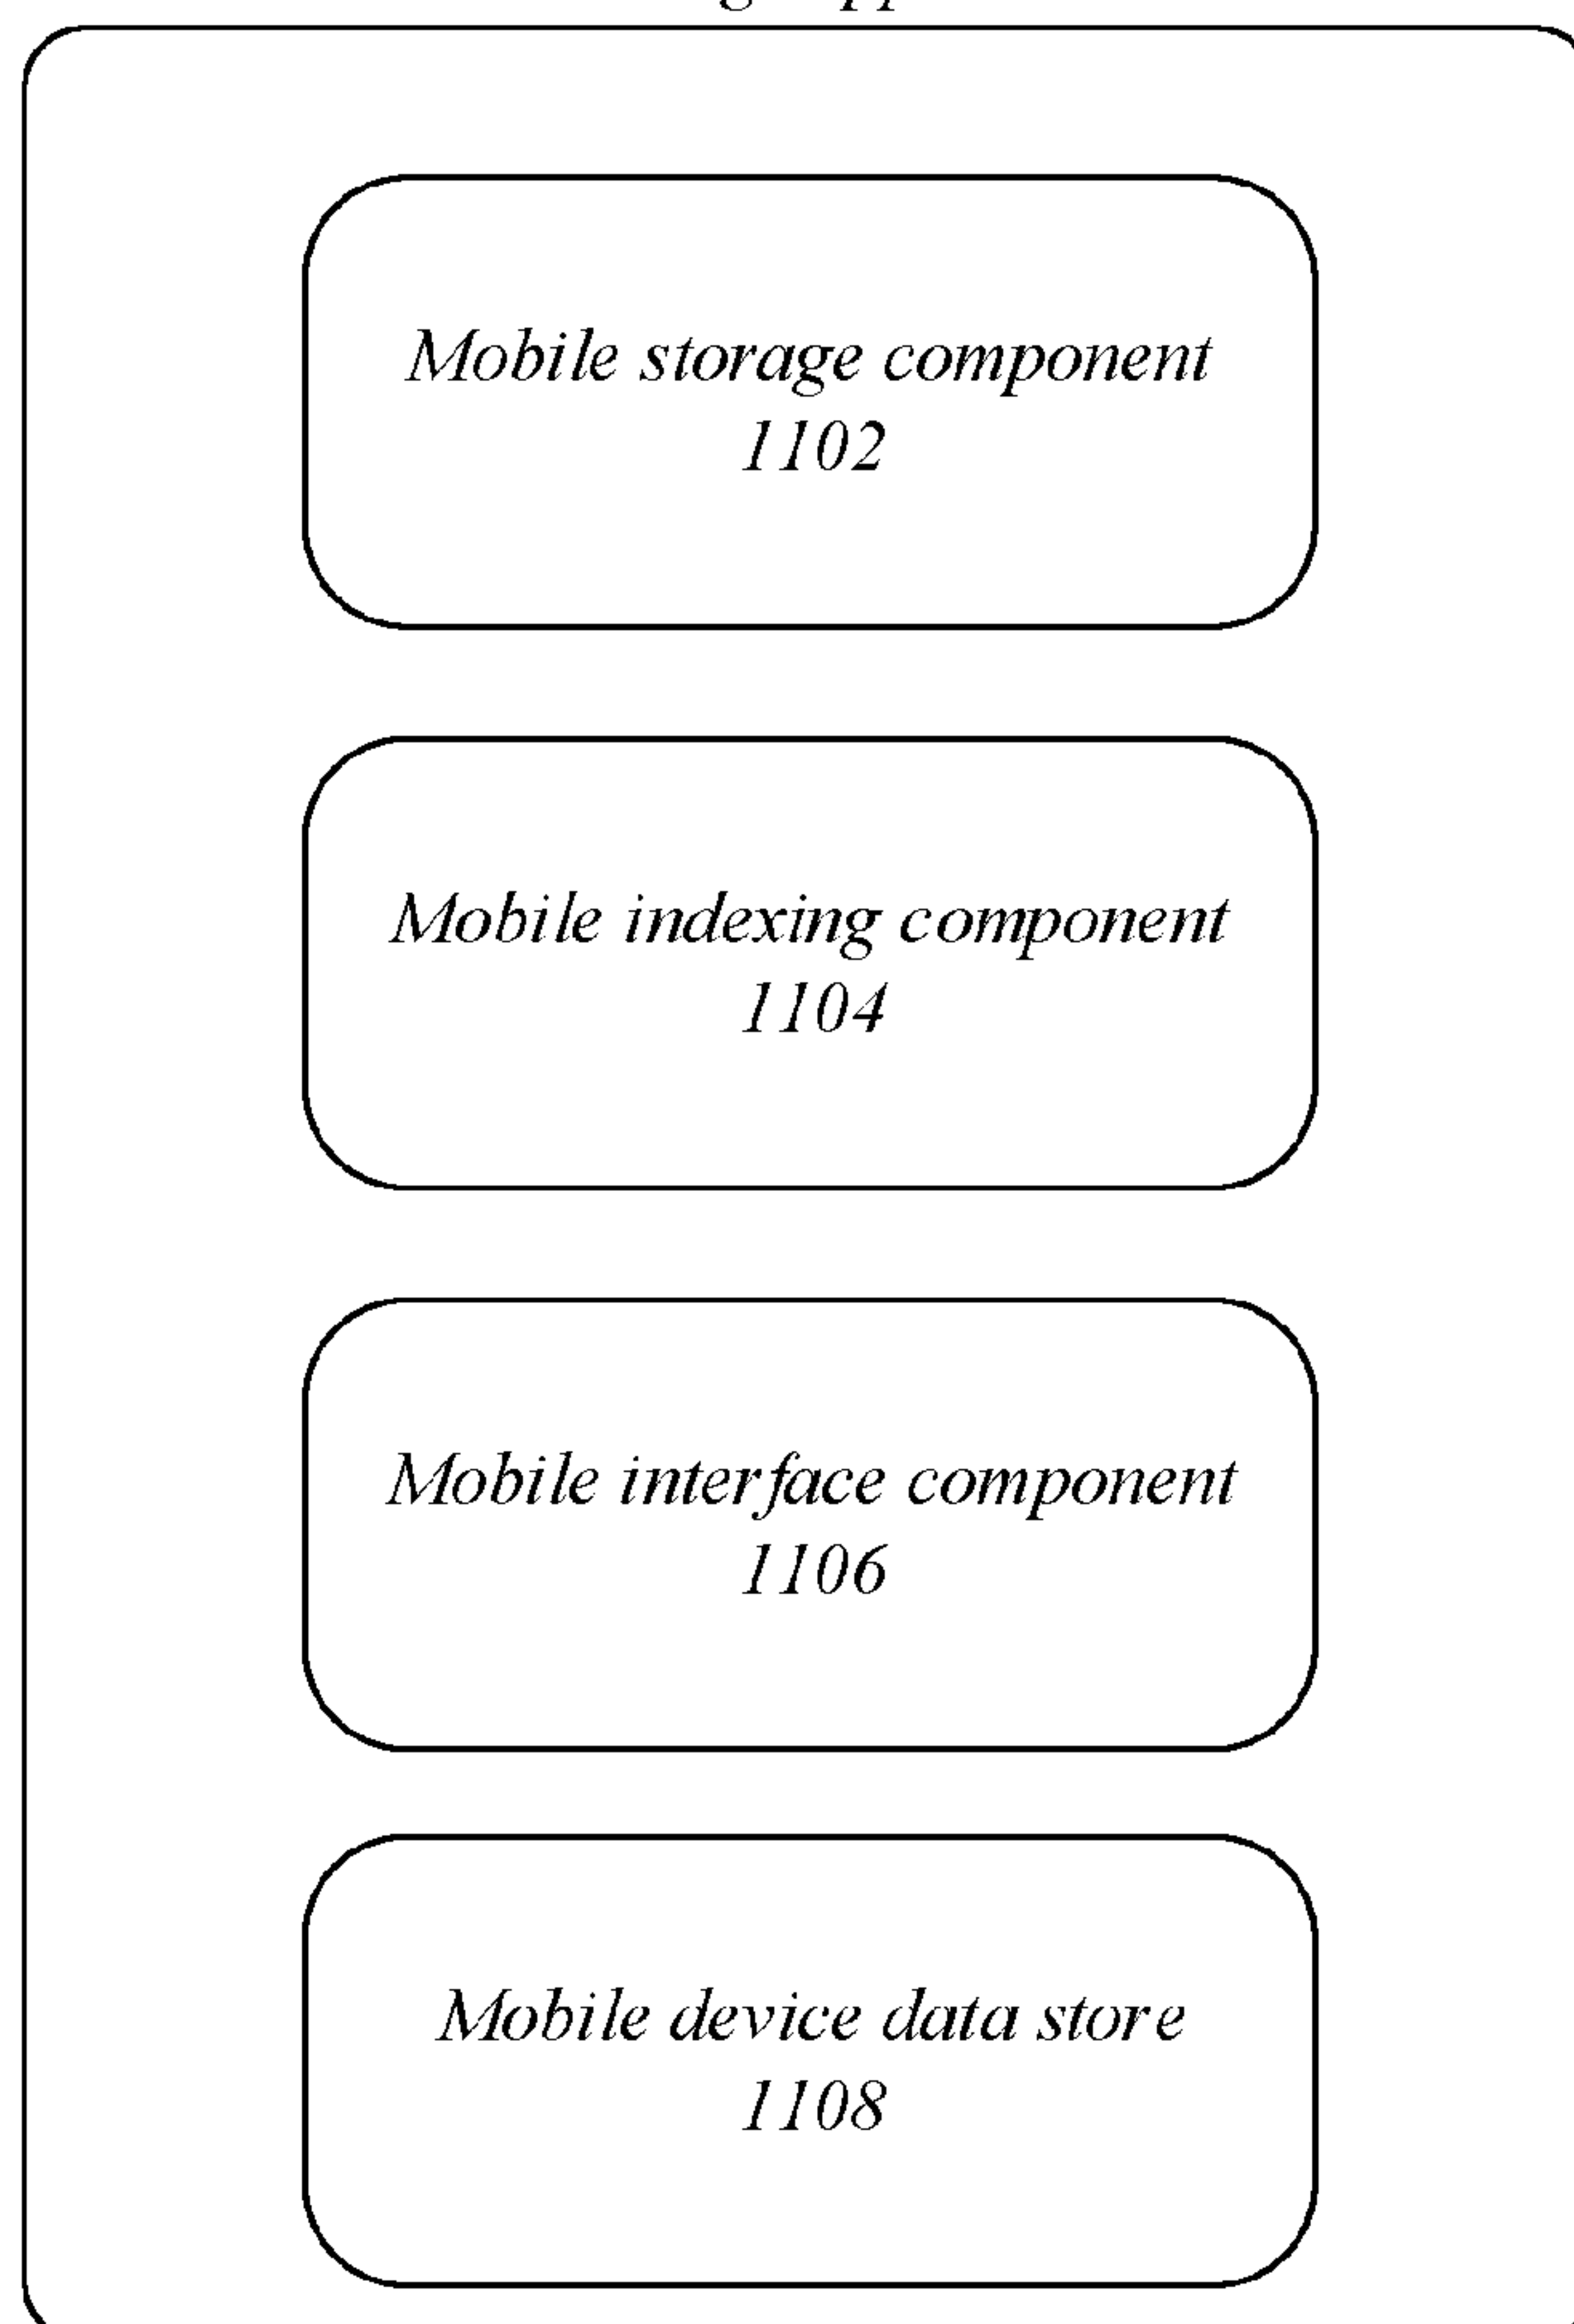 Mobile storage component
1102
Mobile indexing component
1104
Mobile interface component
1106
Mobile device data store
1108